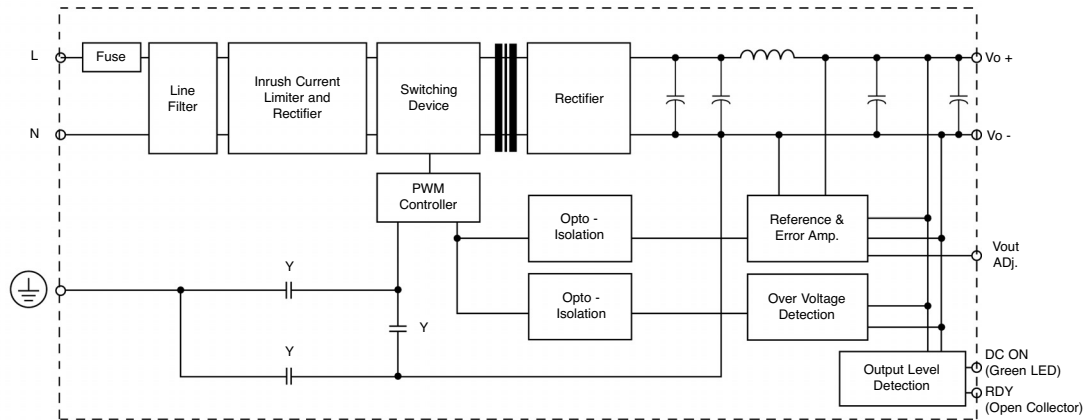 L
Fuse
Line
Filter
Inrush Current
Limiter and
Rectifier
Switching
Device
Rectifier
Vo +
N
Vo -
PWM
Controller
Opto -
Isolation
Reference &
Error Amp.
Vout
ADj.
Y
Opto -
Isolation
Over Voltage
Detection
Y
Y
Output Level
Detection
DC ON
(Green LED)
RDY
(Open Collector)